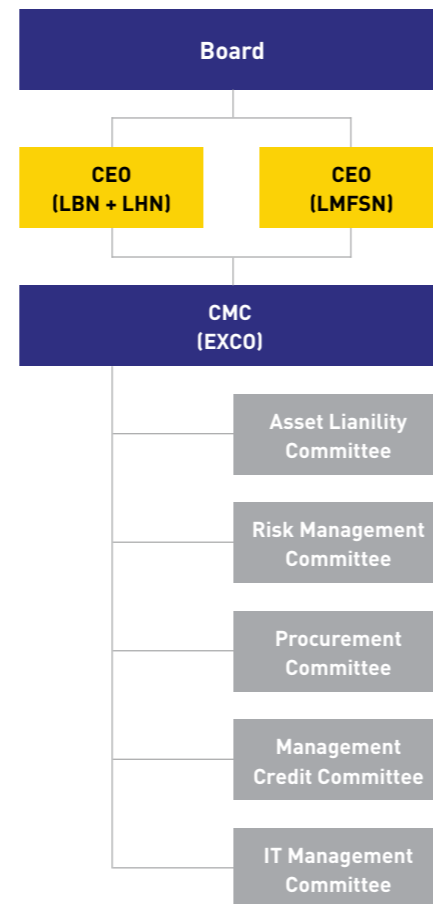 Board
CEO
(LBN + LHN)
CEO
(LMFSN)
CMC
(EXCO)
Asset Lianility
Committee
Risk Management
Committee
Procurement
Committee
Management
Credit Committee
IT Management
Committee